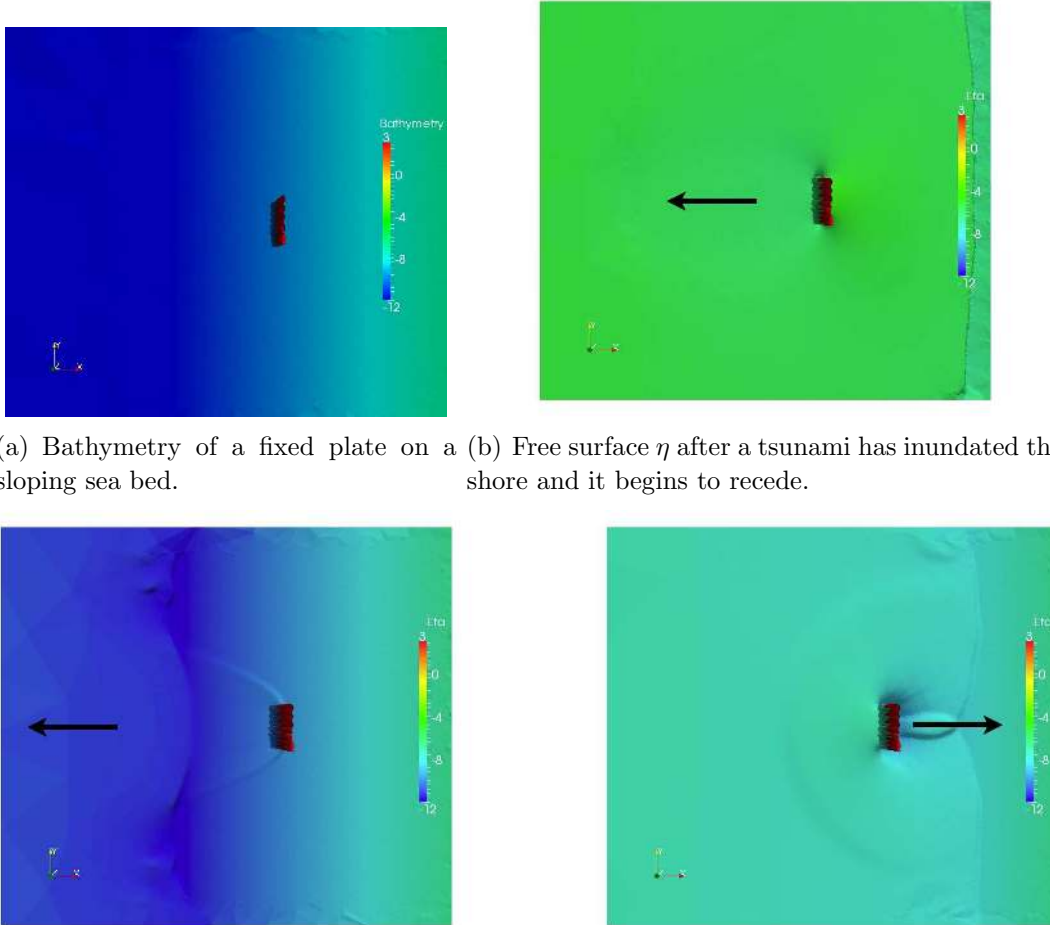 Bathymetry
3
0
-4
-8
-12
Y
Z
X
Eta
3
0
-4
-8
-12
Y
Z
X
(a) Bathymetry of a fixed plate on a
sloping sea bed.
(b) Free surface η after a tsunami has inundated th
shore and it begins to recede.
Eta
3
0
-4
-8
-12
Y
Z
X
Eta
3
0
-4
-8
-12
Y
Z
X